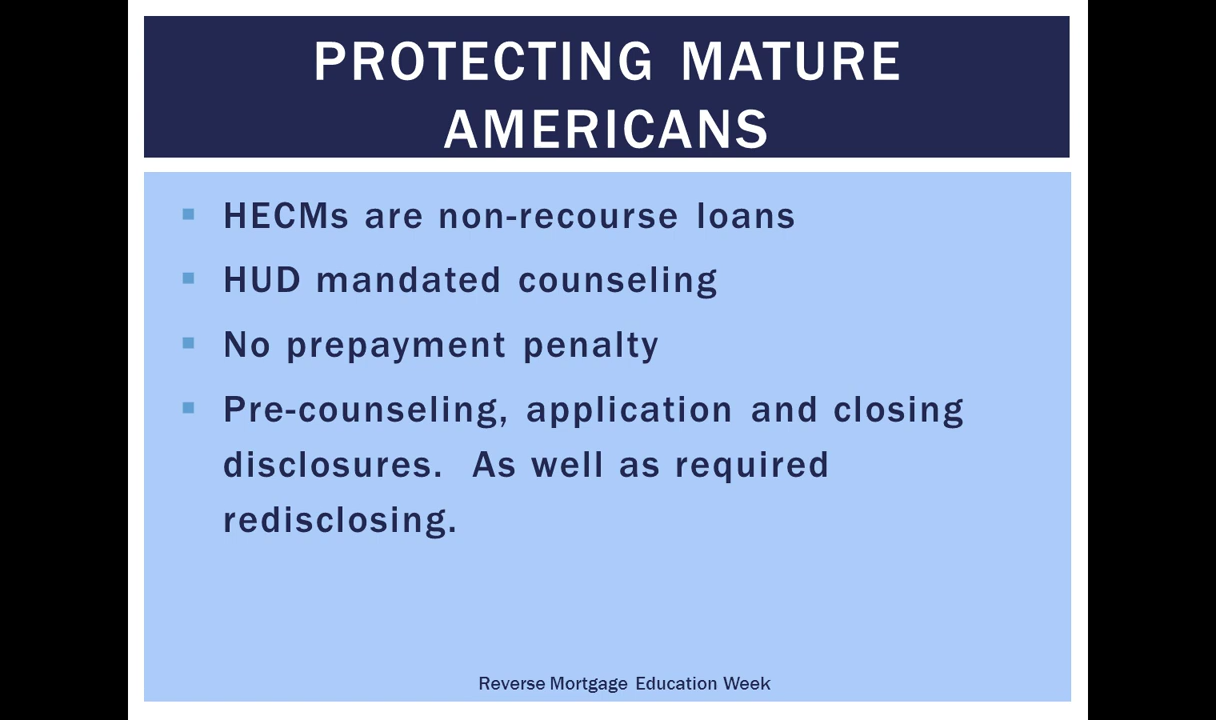 PROTECTING MATURE
AMERICANS
▪ HECMs are non-recourse loans
▪ HUD mandated counseling
▪ No prepayment penalty
▪ Pre-counseling, application and closing
disclosures.  As well as required
redisclosing.
Reverse Mortgage Education Week